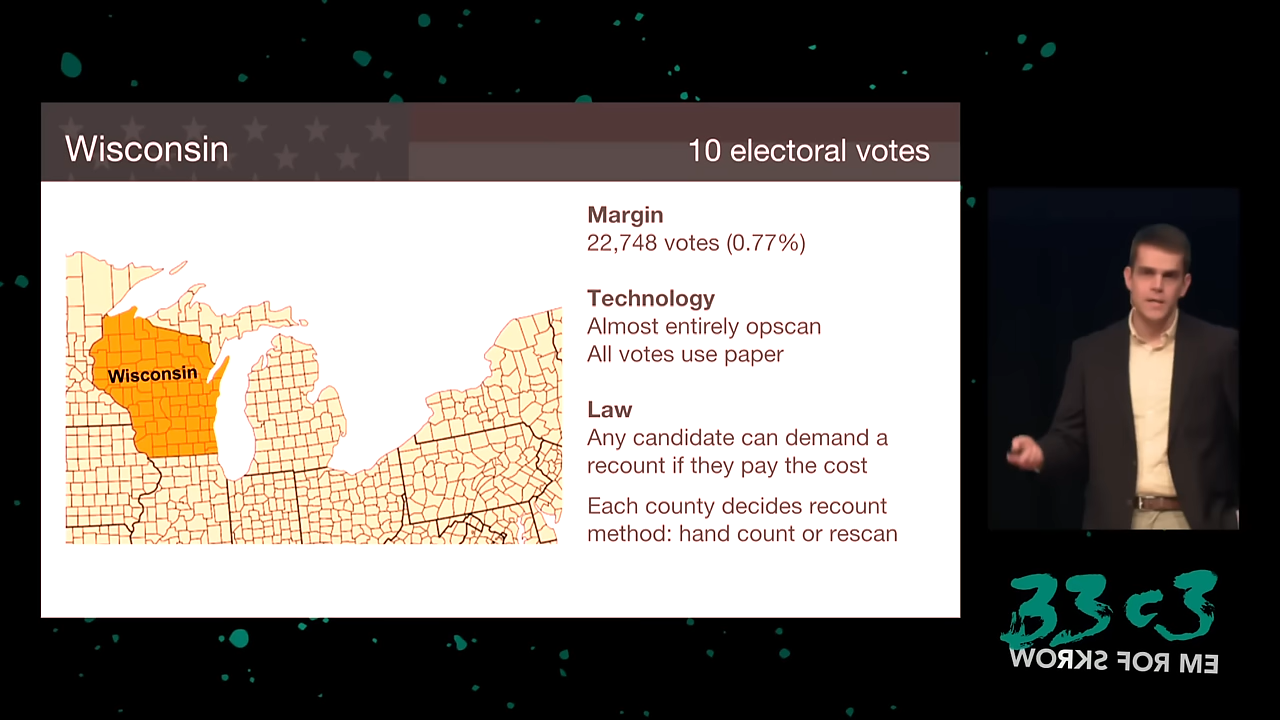 Wisconsin
10 electoral votes
Margin
22,748 votes (0.77%)
Technology
Almost entirely opscan
All votes use paper
Law
Any candidate can demand a
recount if they pay the cost
Each county decides recount
method: hand count or rescan
Wisconsin
33c3
WORKS FOR ME